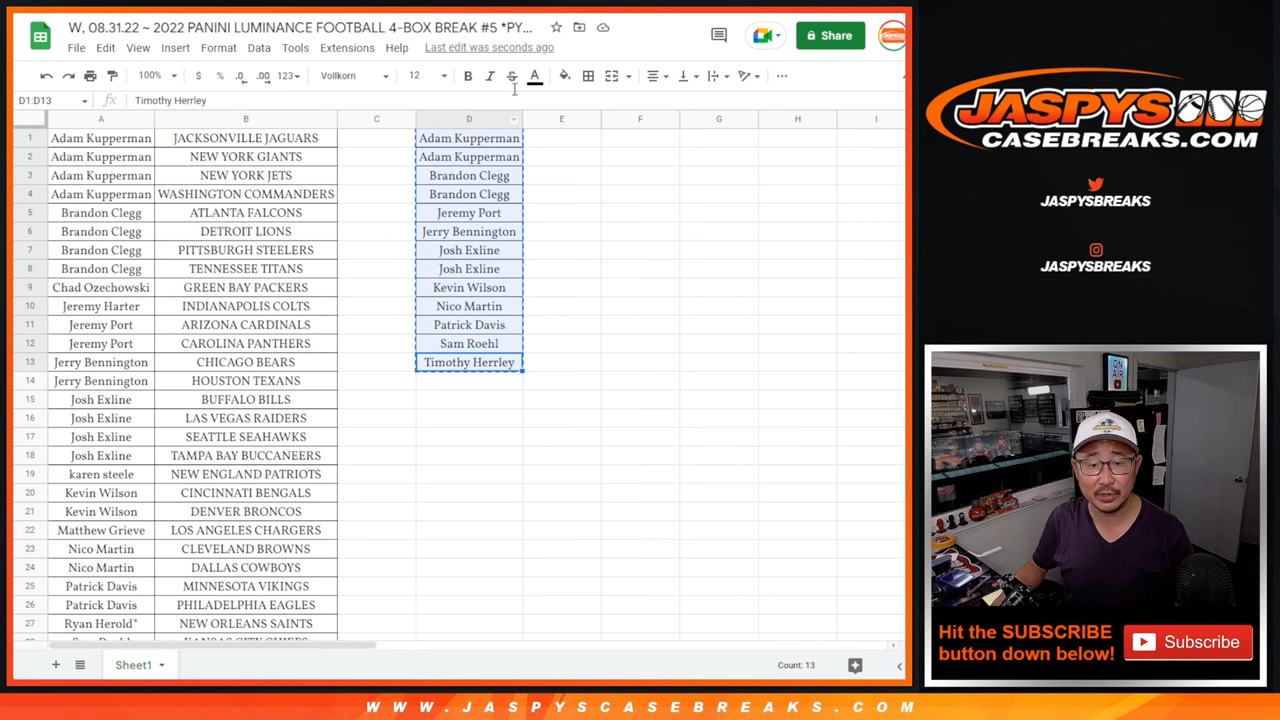 W, 08.31.22 ~ 2022 PANINI LUMINANCE FOOTBALL 4-BOX BREAK #5 *PY...
File Edit View Insert Format Data Tools Extensions Help Last edit was seconds ago
Share
100% $ % .0 .00 123 Vollkorn 12 B I S A
D1:D13 fx Timothy Herrley
A B C D E F G H I
1 Adam Kupperman JACKSONVILLE JAGUARS Adam Kupperman
2 Adam Kupperman NEW YORK GIANTS Adam Kupperman
3 Adam Kupperman NEW YORK JETS Brandon Clegg
4 Adam Kupperman WASHINGTON COMMANDERS Brandon Clegg
5 Brandon Clegg ATLANTA FALCONS Jeremy Port
6 Brandon Clegg DETROIT LIONS Jerry Bennington
7 Brandon Clegg PITTSBURGH STEELERS Josh Exline
8 Brandon Clegg TENNESSEE TITANS Josh Exline
9 Chad Ozechowski GREEN BAY PACKERS Kevin Wilson
10 Jeremy Harter INDIANAPOLIS COLTS Nico Martin
11 Jeremy Port ARIZONA CARDINALS Patrick Davis
12 Jeremy Port CAROLINA PANTHERS Sam Roehl
13 Jerry Bennington CHICAGO BEARS Timothy Herrley
14 Jerry Bennington HOUSTON TEXANS
15 Josh Exline BUFFALO BILLS
16 Josh Exline LAS VEGAS RAIDERS
17 Josh Exline SEATTLE SEAHAWKS
18 Josh Exline TAMPA BAY BUCCANEERS
19 karen steele NEW ENGLAND PATRIOTS
20 Kevin Wilson CINCINNATI BENGALS
21 Kevin Wilson DENVER BRONCOS
22 Matthew Grieve LOS ANGELES CHARGERS
23 Nico Martin CLEVELAND BROWNS
24 Nico Martin DALLAS COWBOYS
25 Patrick Davis MINNESOTA VIKINGS
26 Patrick Davis PHILADELPHIA EAGLES
27 Ryan Herold* NEW ORLEANS SAINTS
Sheet1
Count: 13
JASPYS
CASEBREAKS.COM
JASPYSBREAKS
JASPYSBREAKS
ON
AIR
Hit the SUBSCRIBE
button down below!
Subscribe
WWW.JASPYSCASEBREAKS.COM